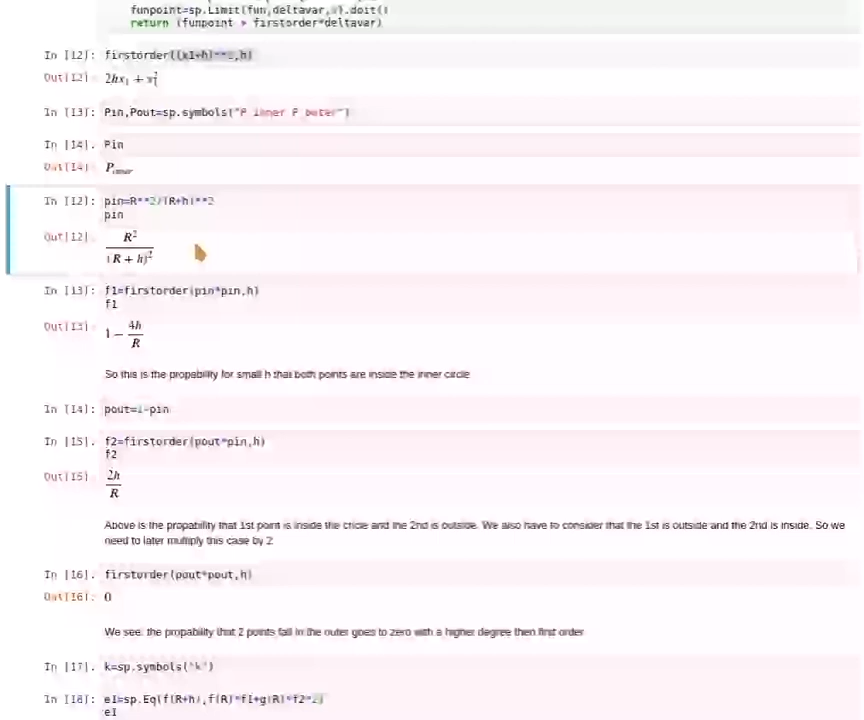 funpoint=sp.Limit(fun,deltavar,0).doit()
return (funpoint + firstorder*deltavar)
In [12]: firstorder((x1+h)**2,h)
Out[12]: 2hx₁ + x₁²
In [13]: Pin,Pout=sp.symbols("P_inner P_outer")
In [14]. Pin
Out[14]: P_inner
In [12]: pin=R**2/(R+h)**2
pin
Out[12]: R²
(R + h)²
In [13]: f1=firstorder(pin*pin,h)
f1
Out[13]: 1 − 4h
R
So this is the propability for small h that both points are inside the inner circle
In [14]: pout=1-pin
In [15]. f2=firstorder(pout*pin,h)
f2
Out[15] 2h
R
Above is the propability that 1st point is inside the circle and the 2nd is outside. We also have to consider that the 1st is outside and the 2nd is inside. So we
need to later multiply this case by 2
In [16]. firstorder(pout*pout,h)
Out[16]: 0
We see: the propability that 2 points fall in the outer goes to zero with a higher degree then first order
In [17]. k=sp.symbols('k')
In [18]. e1=sp.Eq(f(R+h),f(R)*f1+g(R)*f2*2)
e1